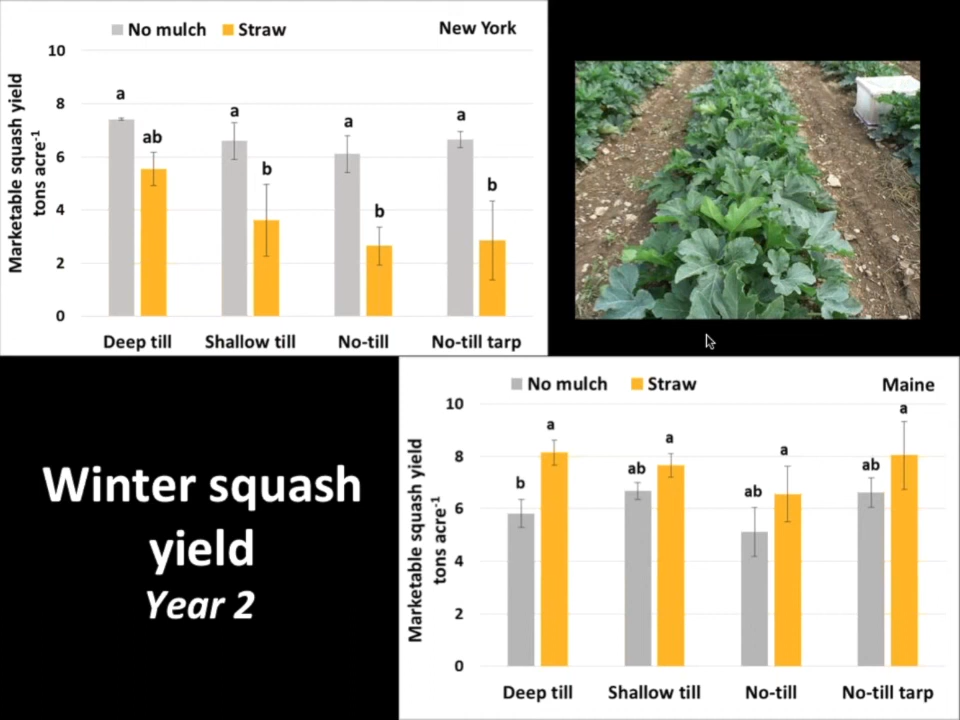 No mulch Straw New York
10
8
6
4
2
0
Marketable squash yield
tons acre-1
a
ab
a
b
a
b
a
b
Deep till Shallow till No-till No-till tarp
Winter squash
yield
Year 2
No mulch Straw Maine
10
8
6
4
2
0
Marketable squash yield
tons acre-1
b
a
ab
a
ab
a
ab
a
Deep till Shallow till No-till No-till tarp